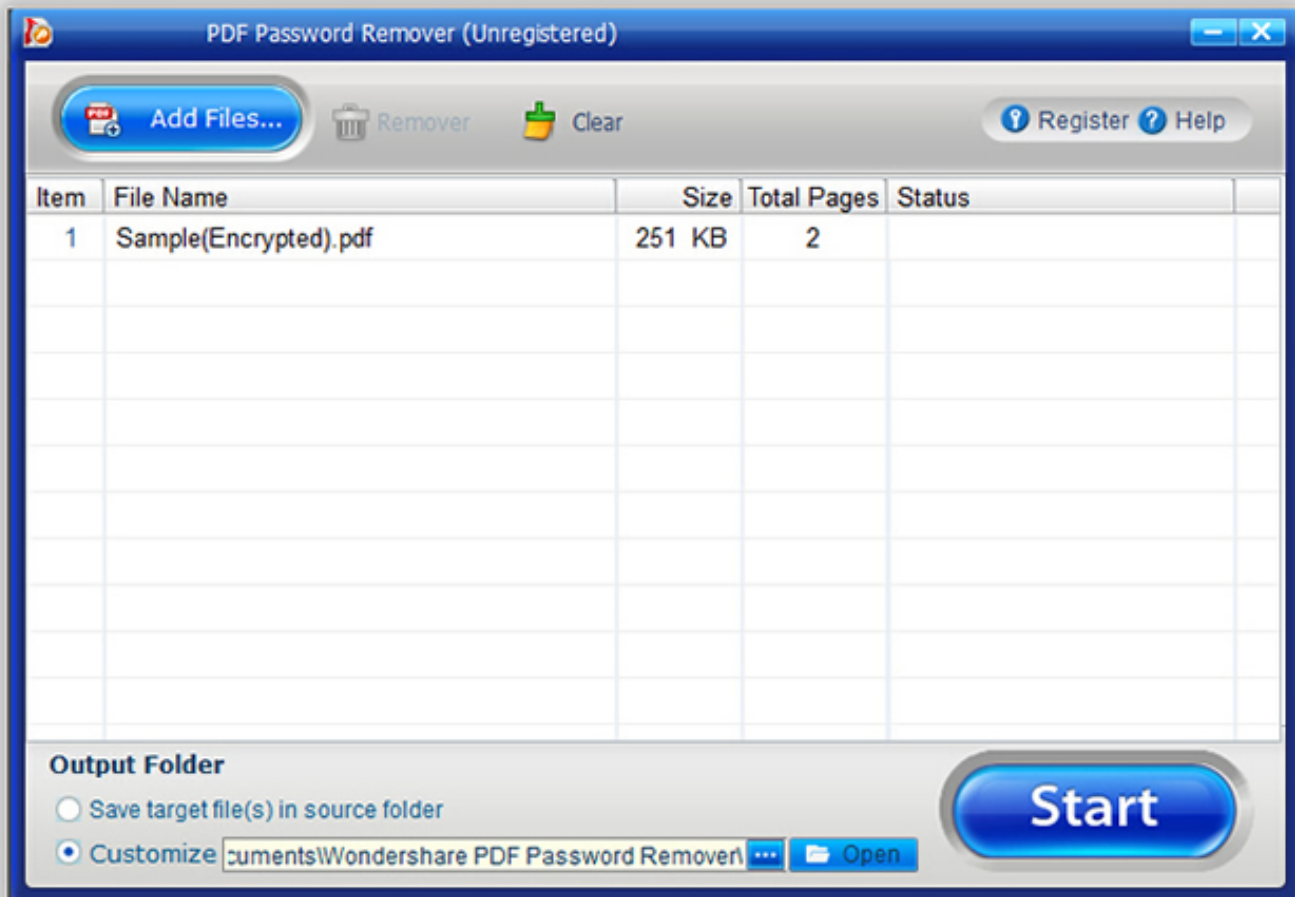 PDF Password Remover (Unregistered)
Add Files... Remover Clear Register Help
Item File Name Size Total Pages Status
1 Sample(Encrypted).pdf 251 KB 2
Output Folder
Save target file(s) in source folder
Start
Customize cuments\Wondershare PDF Password Remover\ ... Open